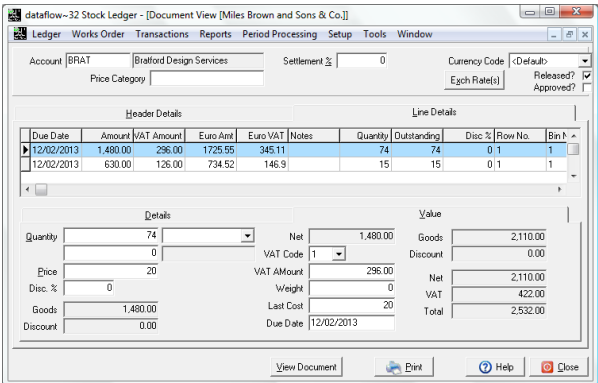 dataflow~32 Stock Ledger - [Document View [Miles Brown and Sons & Co.]]
Ledger Works Order Transactions Reports Period Processing Setup Tools Window
Account BRAT Bratford Design Services Settlement % 0 Currency Code <Default>
Price Category Exch Rate(s) Released?
Approved?
Header Details Line Details
Due Date Amount VAT Amount Euro Amt Euro VAT Notes Quantity Outstanding Disc % Row No. Bin N
12/02/2013 1,480.00 296.00 1725.55 345.11 74 74 0 1 1
12/02/2013 630.00 126.00 734.52 146.9 15 15 0 1 1
Details Value
Quantity 74 Net 1,480.00 Goods 2,110.00
0 VAT Code 1 Discount 0.00
Price 20 VAT AMount 296.00 Net 2,110.00
Disc. % 0 Weight 0 VAT 422.00
Goods 1,480.00 Last Cost 20 Total 2,532.00
Discount 0.00 Due Date 12/02/2013
View Document Print Help Close